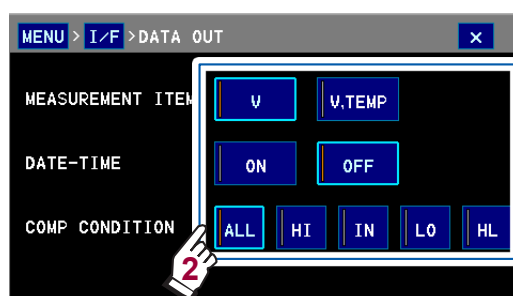 MENU > I/F >DATA OUT ×
MEASUREMENT ITEM V V,TEMP
DATE-TIME ON OFF
COMP CONDITION ALL HI IN LO HL
2